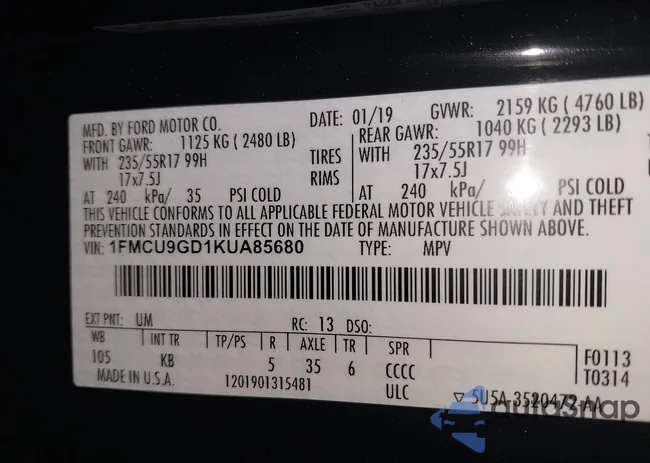 MFD. BY FORD MOTOR CO. DATE: 01/19 GVWR: 2159 KG ( 4760 LB)
FRONT GAWR: 1125 KG ( 2480 LB) REAR GAWR: 1040 KG ( 2293 LB)
WITH 235/55R17 99H TIRES WITH 235/55R17 99H
17x7.5J RIMS 17x7.5J
AT 240 kPa/ 35 PSI COLD AT 240 kPa/ PSI COLD
THIS VEHICLE CONFORMS TO ALL APPLICABLE FEDERAL MOTOR VEHICLE SAFETY AND THEFT
PREVENTION STANDARDS IN EFFECT ON THE DATE OF MANUFACTURE SHOWN ABOVE.
VIN: 1FMCU9GD1KUA85680 TYPE: MPV
EXT PNT: UM RC: 13 DSO:
WB INT TR TP/PS R AXLE TR SPR
105 KB 5 35 6 CCCC F0113
MADE IN U.S.A. 1201901315481 ULC T0314
5U5A-3520472-AA
autosnap